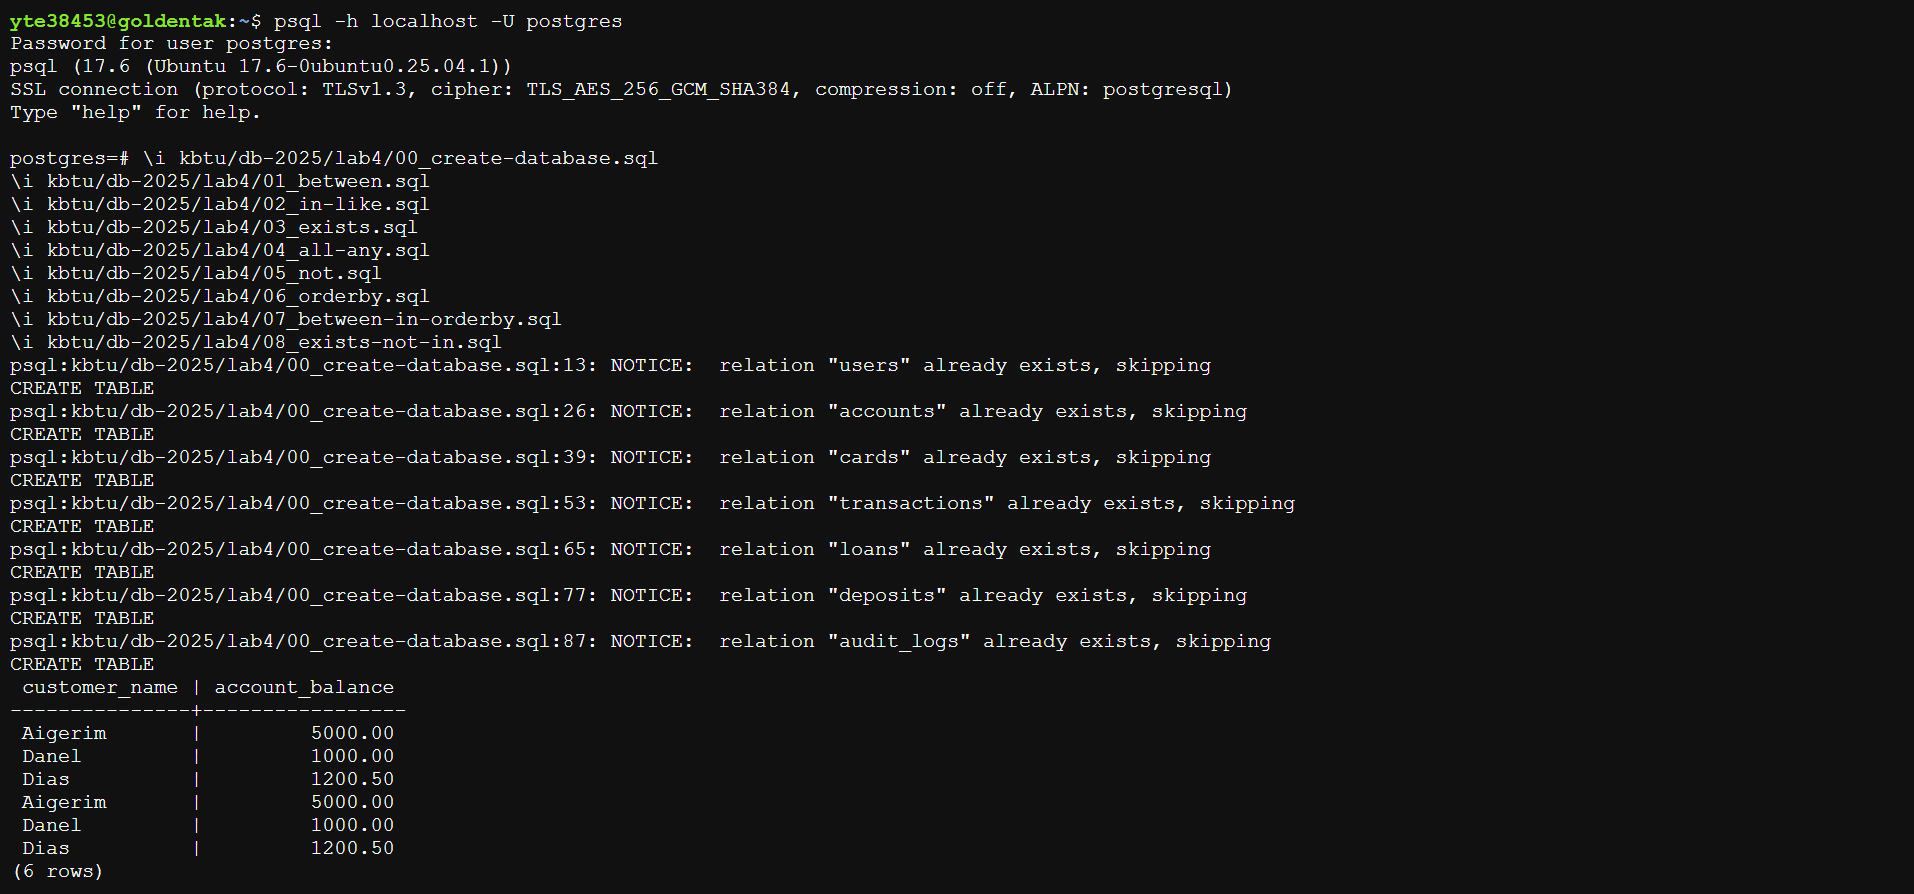 yte38453@goldentak:~$ psql -h localhost -U postgres
Password for user postgres:
psql (17.6 (Ubuntu 17.6-0ubuntu0.25.04.1))
SSL connection (protocol: TLSv1.3, cipher: TLS_AES_256_GCM_SHA384, compression: off, ALPN: postgresql)
Type "help" for help.

postgres=# \i kbtu/db-2025/lab4/00_create-database.sql
\i kbtu/db-2025/lab4/01_between.sql
\i kbtu/db-2025/lab4/02_in-like.sql
\i kbtu/db-2025/lab4/03_exists.sql
\i kbtu/db-2025/lab4/04_all-any.sql
\i kbtu/db-2025/lab4/05_not.sql
\i kbtu/db-2025/lab4/06_orderby.sql
\i kbtu/db-2025/lab4/07_between-in-orderby.sql
\i kbtu/db-2025/lab4/08_exists-not-in.sql
psql:kbtu/db-2025/lab4/00_create-database.sql:13: NOTICE:  relation "users" already exists, skipping
CREATE TABLE
psql:kbtu/db-2025/lab4/00_create-database.sql:26: NOTICE:  relation "accounts" already exists, skipping
CREATE TABLE
psql:kbtu/db-2025/lab4/00_create-database.sql:39: NOTICE:  relation "cards" already exists, skipping
CREATE TABLE
psql:kbtu/db-2025/lab4/00_create-database.sql:53: NOTICE:  relation "transactions" already exists, skipping
CREATE TABLE
psql:kbtu/db-2025/lab4/00_create-database.sql:65: NOTICE:  relation "loans" already exists, skipping
CREATE TABLE
psql:kbtu/db-2025/lab4/00_create-database.sql:77: NOTICE:  relation "deposits" already exists, skipping
CREATE TABLE
psql:kbtu/db-2025/lab4/00_create-database.sql:87: NOTICE:  relation "audit_logs" already exists, skipping
CREATE TABLE
 customer_name | account_balance
---------------+-----------------
 Aigerim       |         5000.00
 Danel         |         1000.00
 Dias          |         1200.50
 Aigerim       |         5000.00
 Danel         |         1000.00
 Dias          |         1200.50
(6 rows)